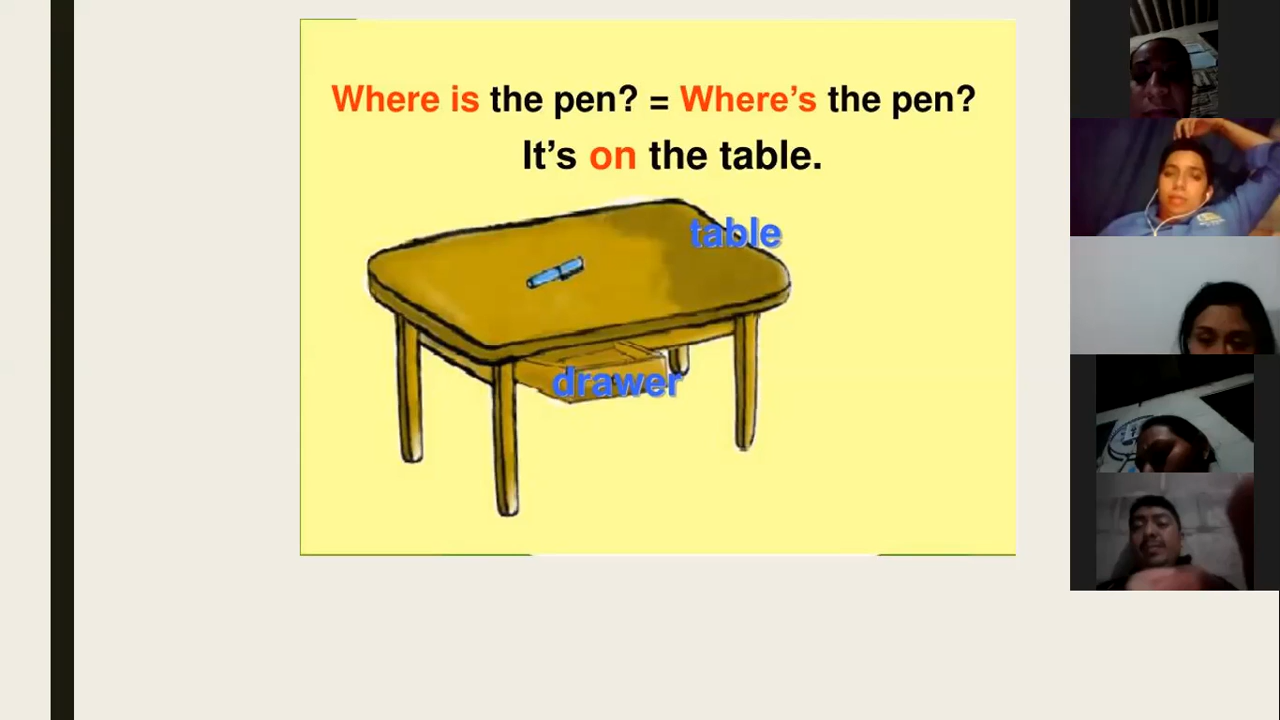 Where is the pen? = Where's the pen?
It's on the table.
table
drawer